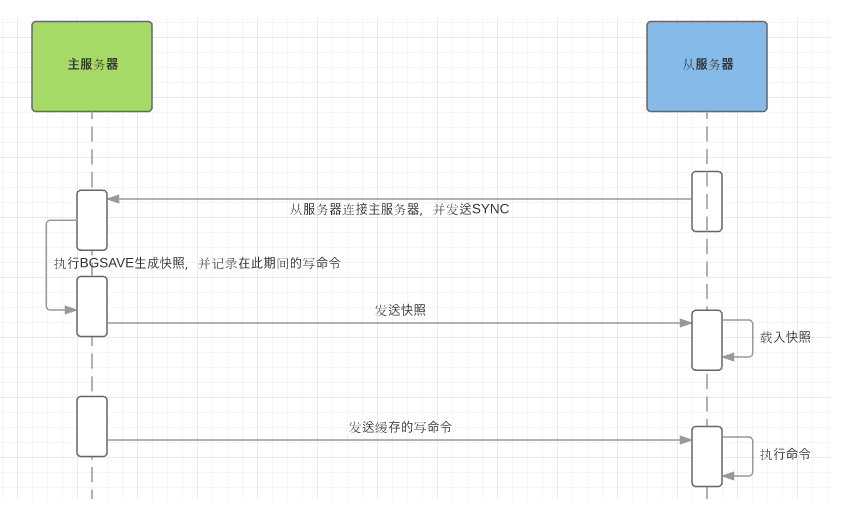 主服务器
从服务器
从服务器连接主服务器，并发送SYNC
执行BGSAVE生成快照，并记录在此期间的写命令
发送快照
载入快照
发送缓存的写命令
执行命令